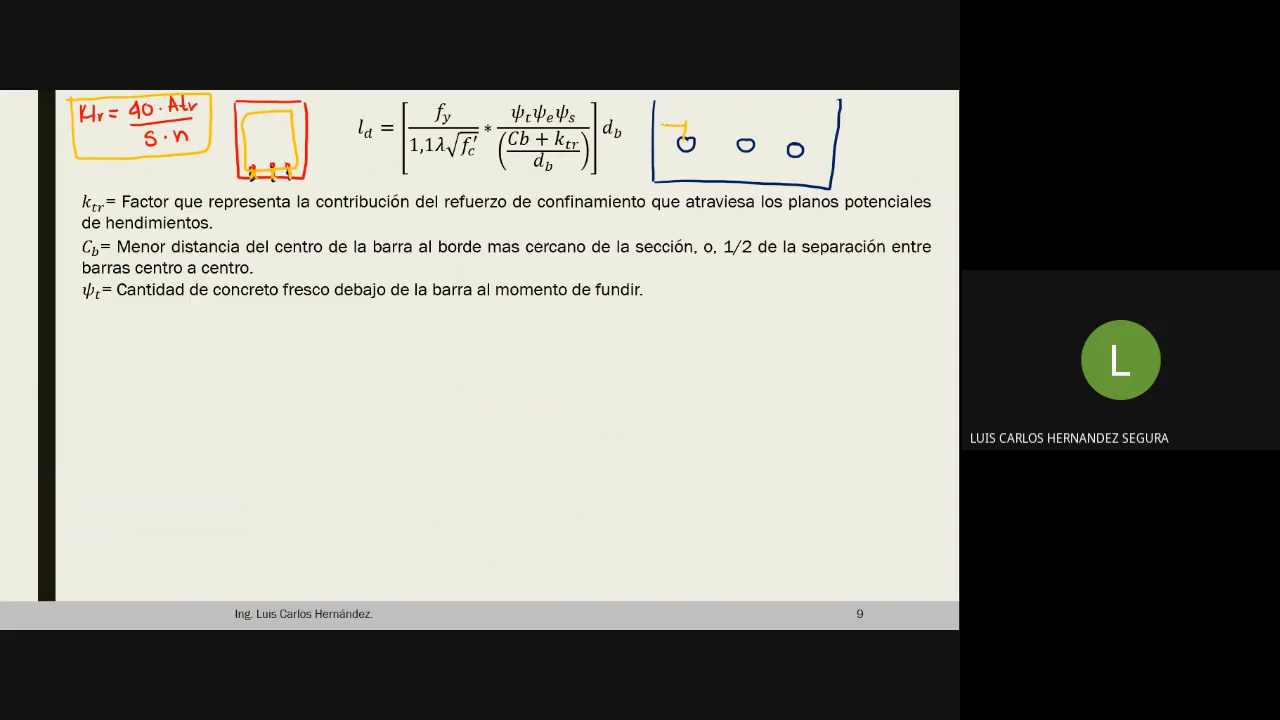 Ktr = 40 · Atr / S · n
l_d = [ f_y / 1,1λ√f'_c * ψ_tψ_eψ_s / ( Cb + k_tr / d_b ) ] d_b
k_tr= Factor que representa la contribución del refuerzo de confinamiento que atraviesa los planos potenciales
de hendimientos.
C_b= Menor distancia del centro de la barra al borde mas cercano de la sección, o, 1/2 de la separación entre
barras centro a centro.
ψ_t= Cantidad de concreto fresco debajo de la barra al momento de fundir.
Ing. Luis Carlos Hernández.
9
L
LUIS CARLOS HERNANDEZ SEGURA